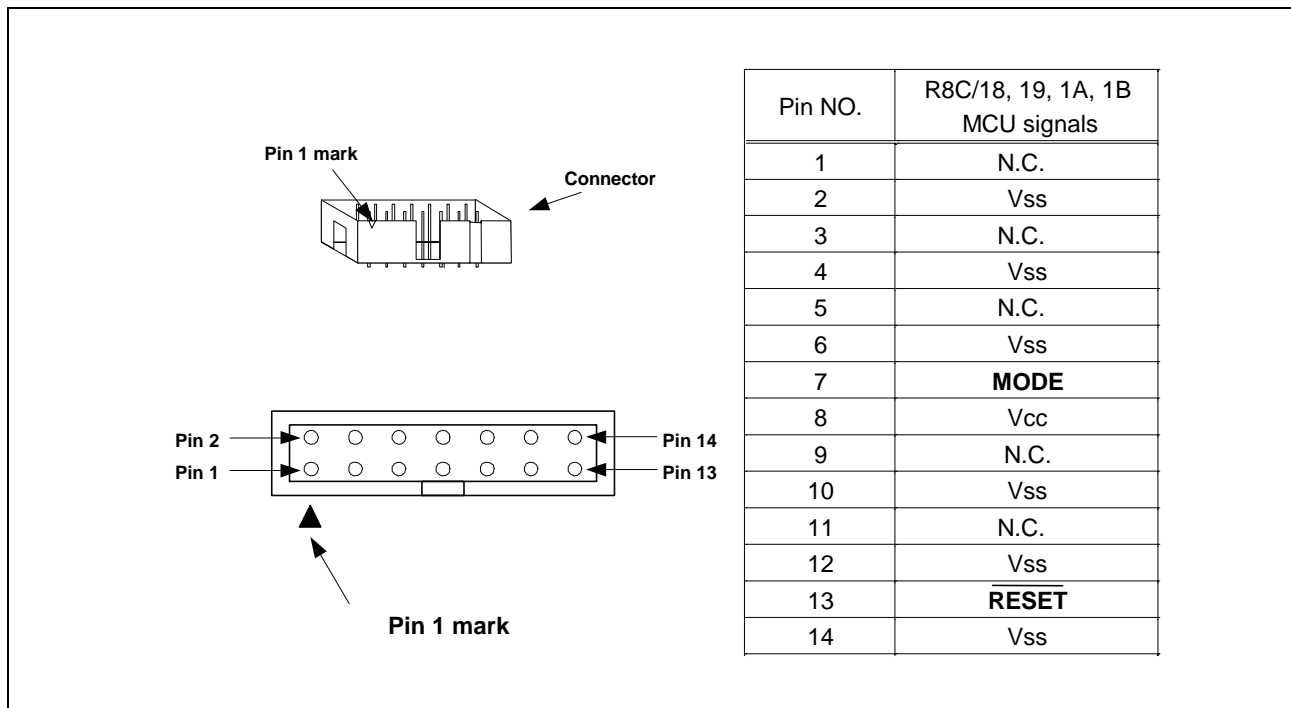 Pin 1 mark
Connector
Pin 2
Pin 14
Pin 1
Pin 13
Pin 1 mark
Pin NO. R8C/18, 19, 1A, 1B
MCU signals
1 N.C.
2 Vss
3 N.C.
4 Vss
5 N.C.
6 Vss
7 MODE
8 Vcc
9 N.C.
10 Vss
11 N.C.
12 Vss
13 R̅E̅S̅E̅T̅
14 Vss